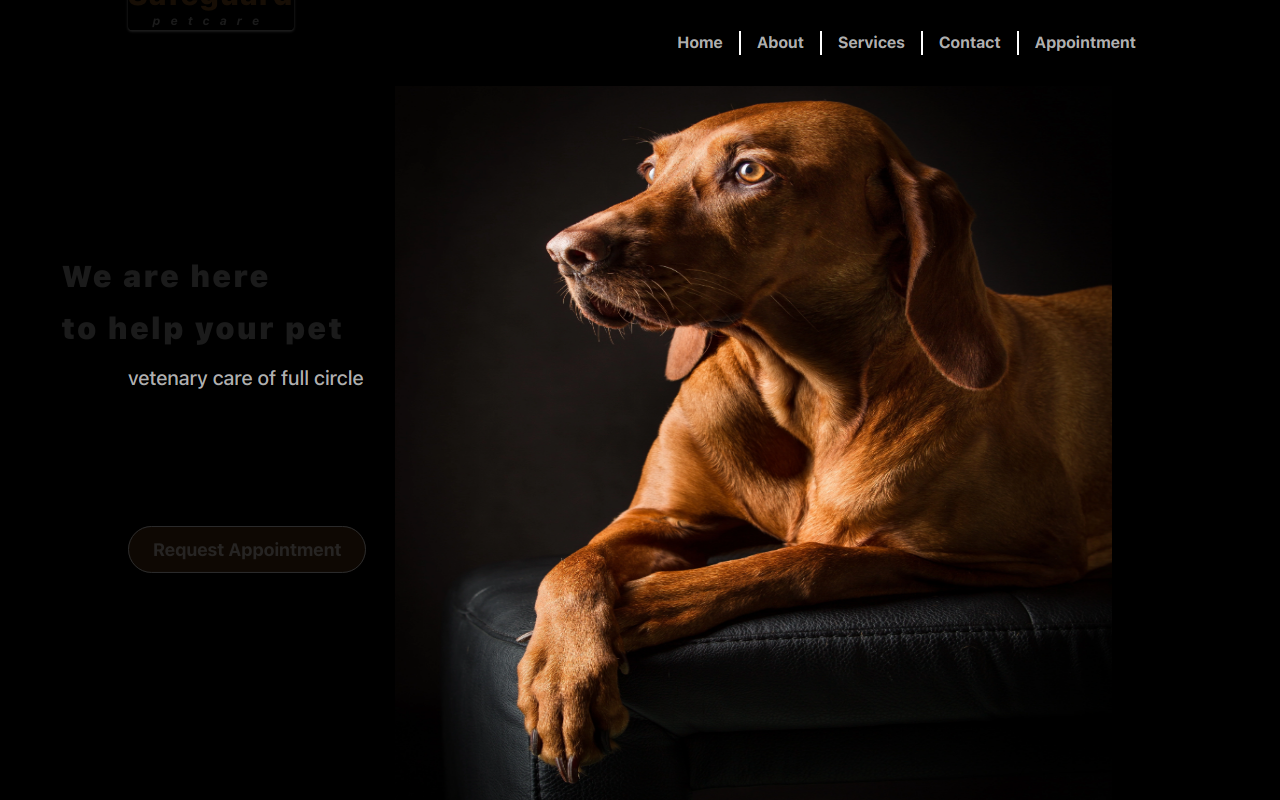 Safeguard
petcare
Home
About
Services
Contact
Appointment
We are here
to help your pet
vetenary care of full circle
Request Appointment